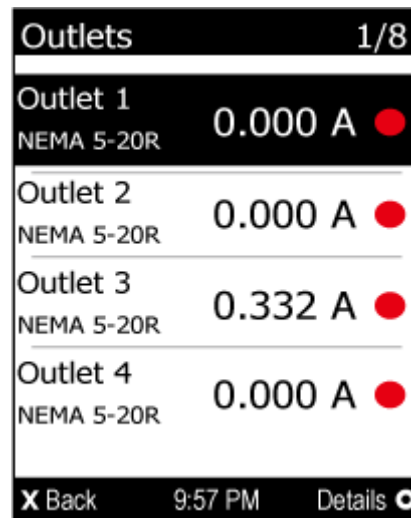 Outlets 1/8
Outlet 1
0.000 A
NEMA 5-20R
Outlet 2
0.000 A
NEMA 5-20R
Outlet 3
0.332 A
NEMA 5-20R
Outlet 4
0.000 A
NEMA 5-20R
X Back 9:57 PM Details O